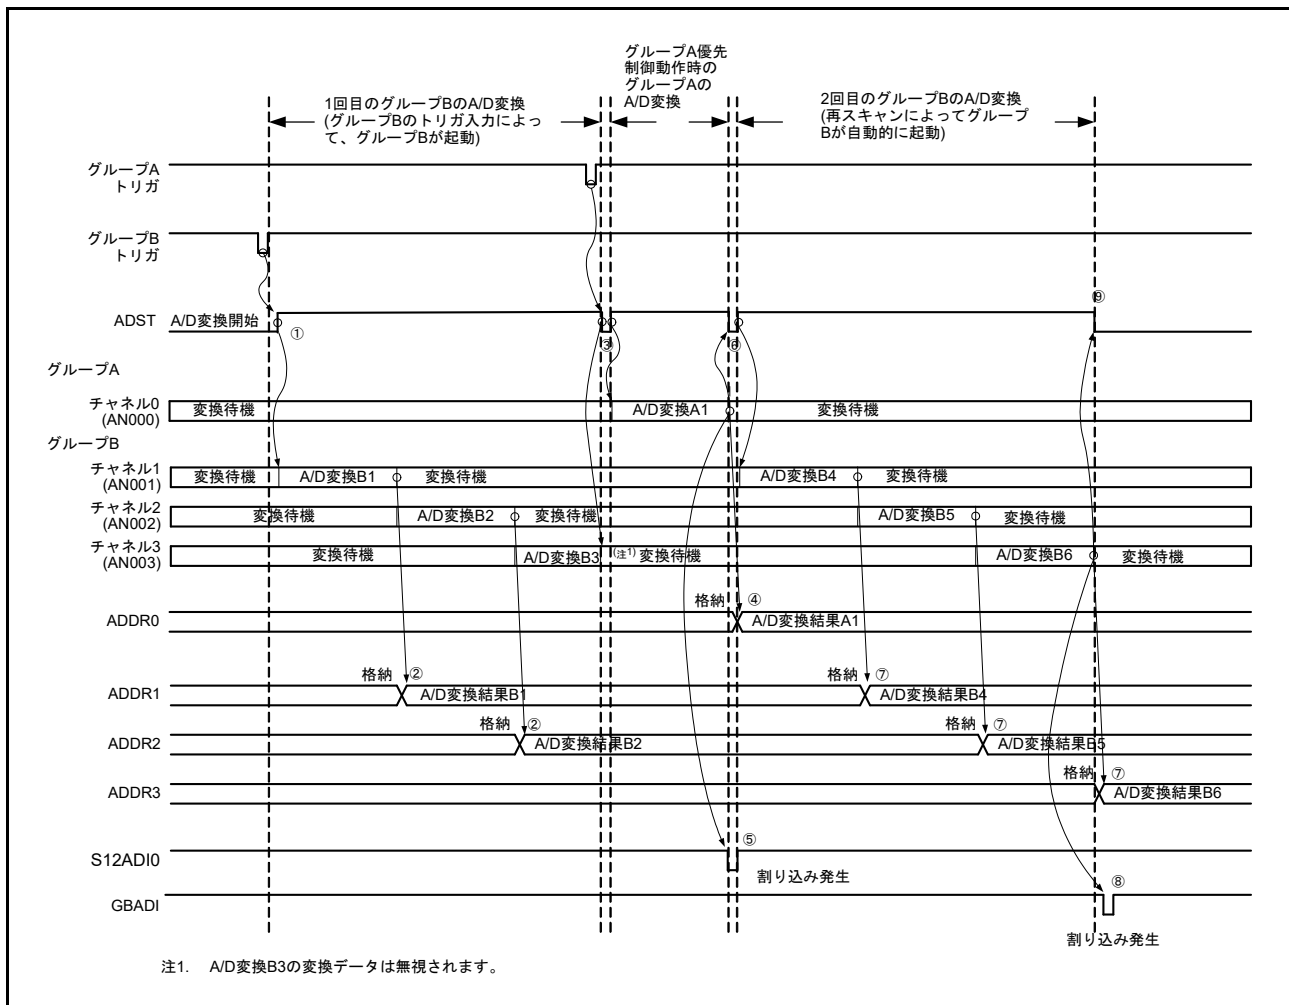 グループA優先
制御動作時の
グループAの
A/D変換
1回目のグループBのA/D変換
(グループBのトリガ入力によっ
て、グループBが起動)
2回目のグループBのA/D変換
(再スキャンによってグループ
Bが自動的に起動)
グループA
トリガ
グループB
トリガ
ADST A/D変換開始 ① ③ ⑥ ⑨
グループA
チャネル0
(AN000)
変換待機 A/D変換A1 変換待機
グループB
チャネル1
(AN001)
変換待機 A/D変換B1 変換待機 A/D変換B4 変換待機
チャネル2
(AN002)
変換待機 A/D変換B2 変換待機 A/D変換B5 変換待機
チャネル3
(AN003)
変換待機 A/D変換B3 (注1) 変換待機 A/D変換B6 変換待機
格納 ④
ADDR0 A/D変換結果A1
格納 ② 格納 ⑦
ADDR1 A/D変換結果B1 A/D変換結果B4
格納 ② 格納 ⑦
ADDR2 A/D変換結果B2 A/D変換結果B5
格納 ⑦
ADDR3 A/D変換結果B6
S12ADI0 ⑤
割り込み発生
GBADI ⑧
割り込み発生
注1. A/D変換B3の変換データは無視されます。